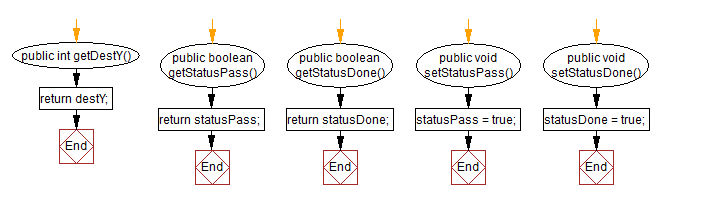 public int getDestY()
return destY;
End
public boolean
getStatusPass()
return statusPass;
End
public boolean
getStatusDone()
return statusDone;
End
public void
setStatusPass()
statusPass = true;
End
public void
setStatusDone()
statusDone = true;
End